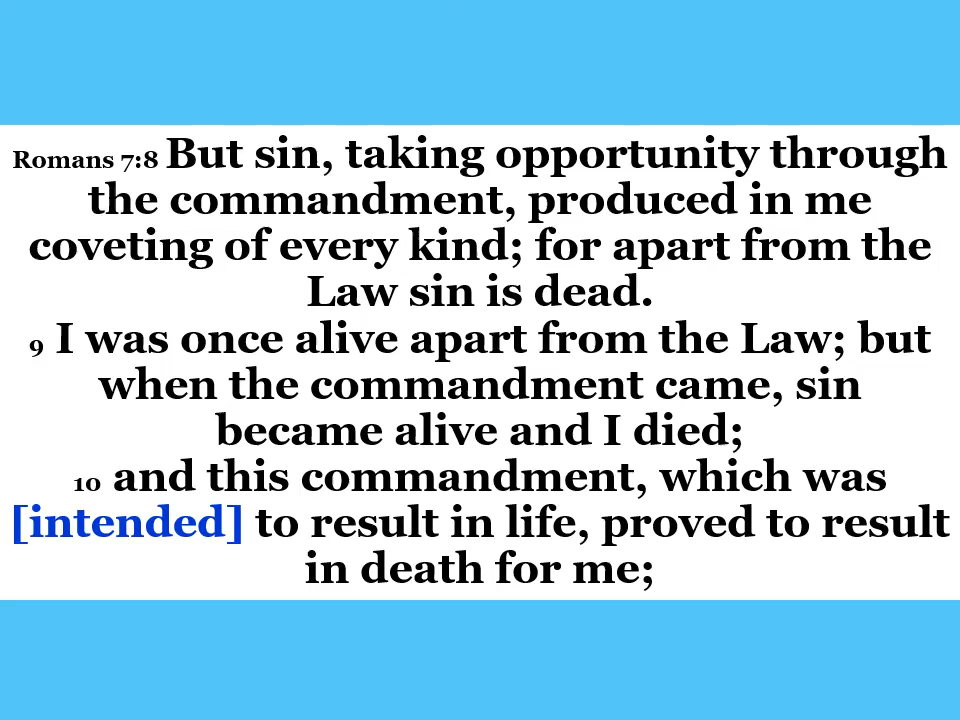 Romans 7:8 But sin, taking opportunity through
the commandment, produced in me
coveting of every kind; for apart from the
Law sin is dead.
9 I was once alive apart from the Law; but
when the commandment came, sin
became alive and I died;
10 and this commandment, which was
[intended] to result in life, proved to result
in death for me;